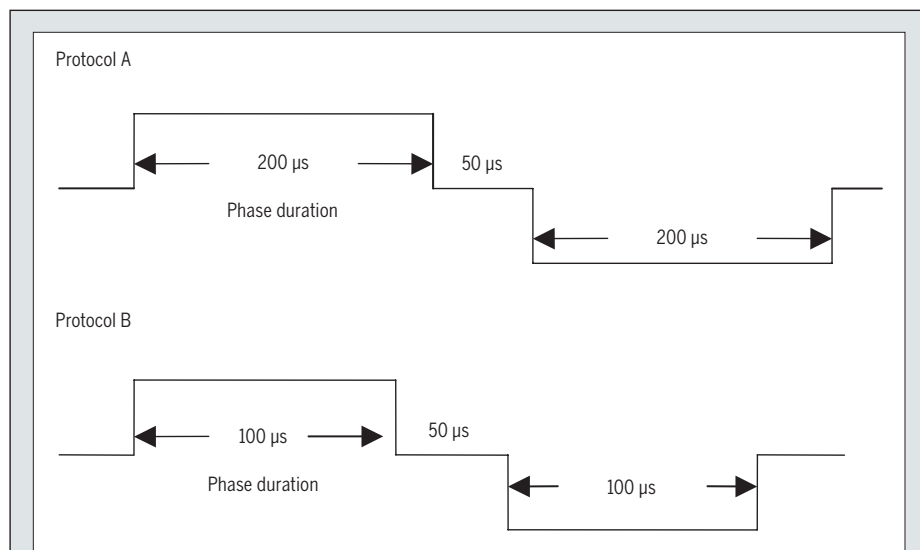 Protocol A
200 µs
50 µs
Phase duration
200 µs
Protocol B
100 µs
50 µs
Phase duration
100 µs